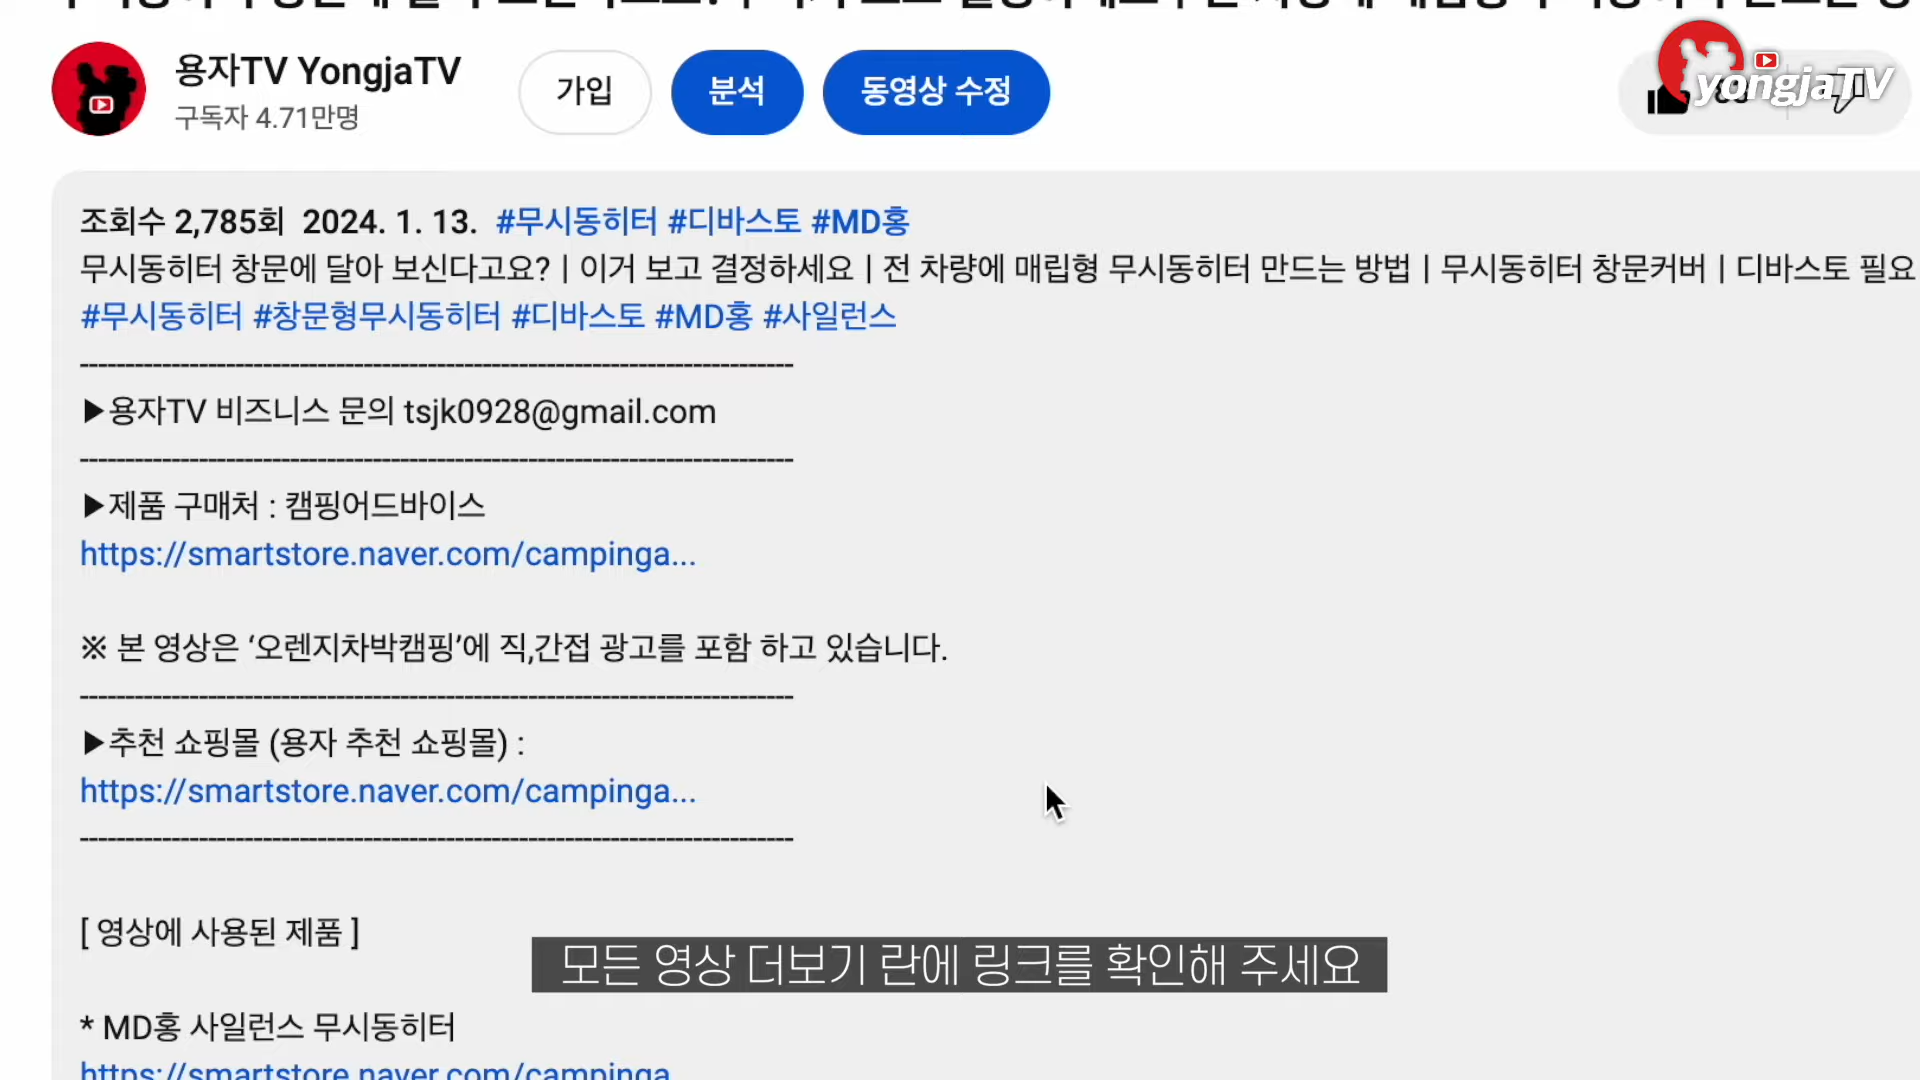 용자TV YongjaTV
구독자 4.71만명
가입
분석
동영상 수정
yongjaTV
조회수 2,785회 2024. 1. 13. #무시동히터 #디바스토 #MD홍
무시동히터 창문에 달아 보신다고요? | 이거 보고 결정하세요 | 전 차량에 매립형 무시동히터 만드는 방법 | 무시동히터 창문커버 | 디바스토 필요
#무시동히터 #창문형무시동히터 #디바스토 #MD홍 #사일런스
------------------------------------------------------------------------------
▶용자TV 비즈니스 문의 tsjk0928@gmail.com
------------------------------------------------------------------------------
▶제품 구매처 : 캠핑어드바이스
https://smartstore.naver.com/campinga...
※ 본 영상은 ‘오렌지차박캠핑’에 직,간접 광고를 포함 하고 있습니다.
------------------------------------------------------------------------------
▶추천 쇼핑몰 (용자 추천 쇼핑몰) :
https://smartstore.naver.com/campinga...
------------------------------------------------------------------------------
[ 영상에 사용된 제품 ]
모든 영상 더보기 란에 링크를 확인해 주세요
* MD홍 사일런스 무시동히터
https://smartstore.naver.com/campinga